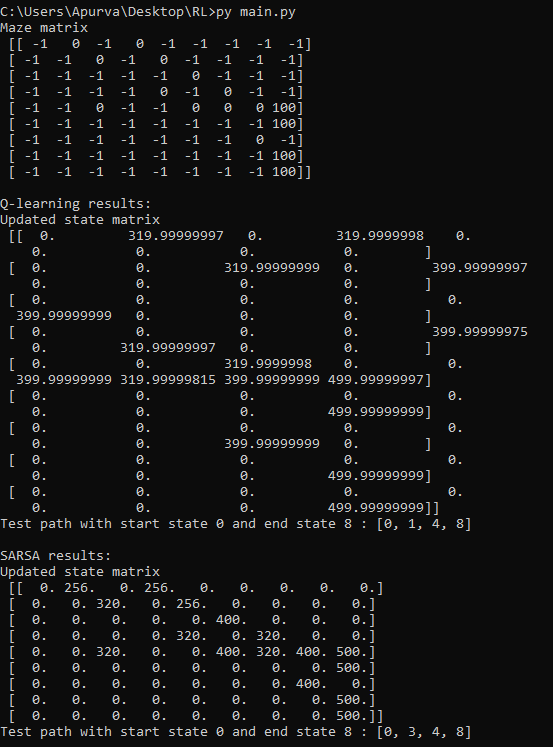 C:\Users\Apurva\Desktop\RL>py main.py
Maze matrix
 [[ -1   0  -1   0  -1  -1  -1  -1  -1]
 [ -1  -1   0  -1   0  -1  -1  -1  -1]
 [ -1  -1  -1  -1  -1   0  -1  -1  -1]
 [ -1  -1  -1  -1   0  -1   0  -1  -1]
 [ -1  -1   0  -1  -1   0   0   0 100]
 [ -1  -1  -1  -1  -1  -1  -1  -1 100]
 [ -1  -1  -1  -1  -1  -1  -1   0  -1]
 [ -1  -1  -1  -1  -1  -1  -1  -1 100]
 [ -1  -1  -1  -1  -1  -1  -1  -1 100]]
Q-learning results:
Updated state matrix
 [[  0.         319.99999997   0.         319.9999998    0.
    0.           0.           0.           0.        ]
 [  0.           0.         319.99999999   0.         399.99999997
    0.           0.           0.           0.        ]
 [  0.           0.           0.           0.           0.
  399.99999999   0.           0.           0.        ]
 [  0.           0.           0.           0.         399.99999975
    0.         319.99999997   0.           0.        ]
 [  0.           0.         319.9999998    0.           0.
  399.99999999 319.99999815 399.99999999 499.99999997]
 [  0.           0.           0.           0.           0.
    0.           0.           0.         499.99999999]
 [  0.           0.           0.           0.           0.
    0.           0.         399.99999999   0.        ]
 [  0.           0.           0.           0.           0.
    0.           0.           0.         499.99999999]
 [  0.           0.           0.           0.           0.
    0.           0.           0.         499.99999999]]
Test path with start state 0 and end state 8 : [0, 1, 4, 8]
SARSA results:
Updated state matrix
 [[  0. 256.   0. 256.   0.   0.   0.   0.   0.]
 [  0.   0. 320.   0. 256.   0.   0.   0.   0.]
 [  0.   0.   0.   0.   0. 400.   0.   0.   0.]
 [  0.   0.   0.   0. 320.   0. 320.   0.   0.]
 [  0.   0. 320.   0.   0. 400. 320. 400. 500.]
 [  0.   0.   0.   0.   0.   0.   0.   0. 500.]
 [  0.   0.   0.   0.   0.   0.   0. 400.   0.]
 [  0.   0.   0.   0.   0.   0.   0.   0. 500.]
 [  0.   0.   0.   0.   0.   0.   0.   0. 500.]]
Test path with start state 0 and end state 8 : [0, 3, 4, 8]